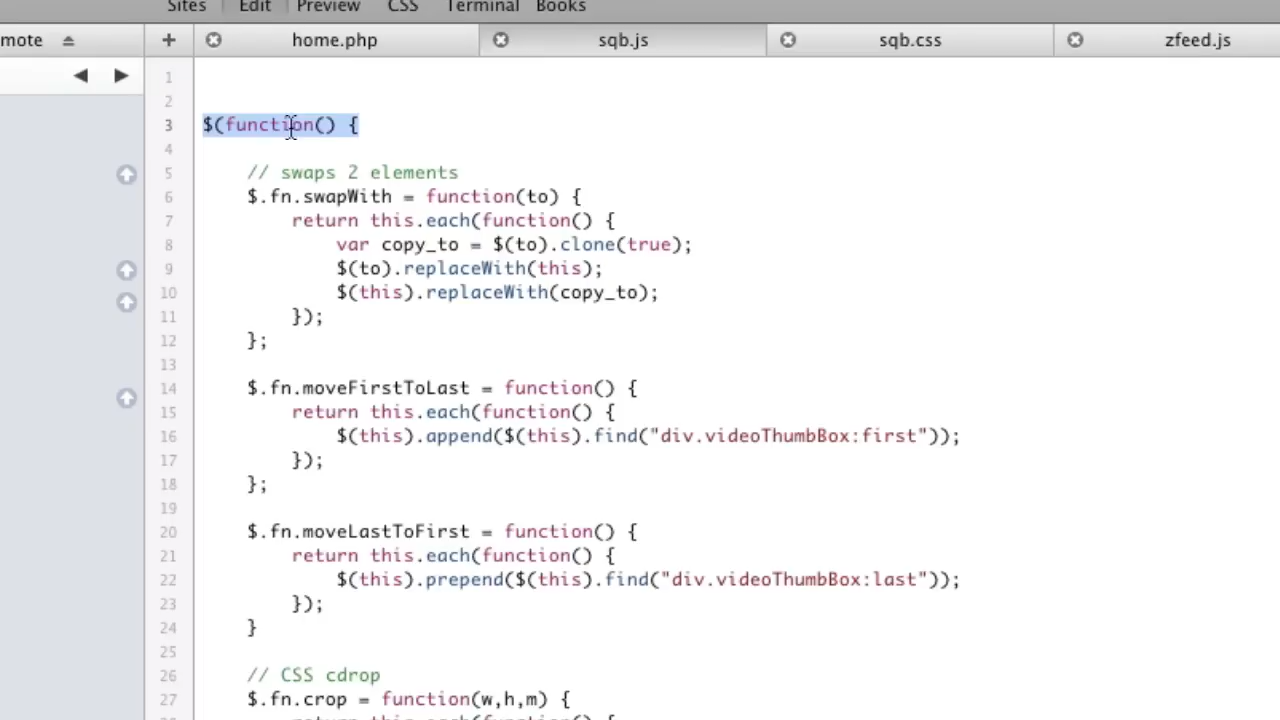 Sites Edit Preview CSS Terminal Books
mote home.php sqb.js sqb.css zfeed.js
1
2
3 $(function() {
4
5 // swaps 2 elements
6 $.fn.swapWith = function(to) {
7 return this.each(function() {
8 var copy_to = $(to).clone(true);
9 $(to).replaceWith(this);
10 $(this).replaceWith(copy_to);
11 });
12 };
13
14 $.fn.moveFirstToLast = function() {
15 return this.each(function() {
16 $(this).append($(this).find("div.videoThumbBox:first"));
17 });
18 };
19
20 $.fn.moveLastToFirst = function() {
21 return this.each(function() {
22 $(this).prepend($(this).find("div.videoThumbBox:last"));
23 });
24 }
25
26 // CSS cdrop
27 $.fn.crop = function(w,h,m) {